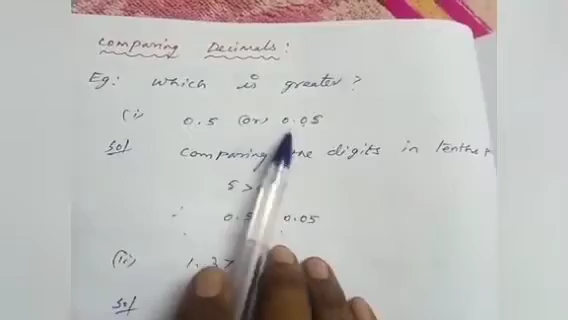 Comparing Decimals:
Eg: which is greater?
(i) 0.5 (or) 0.05
Sol Comparing the digits in tenths
5 >
∴ 0.5 0.05
(ii) 1.37
Sol